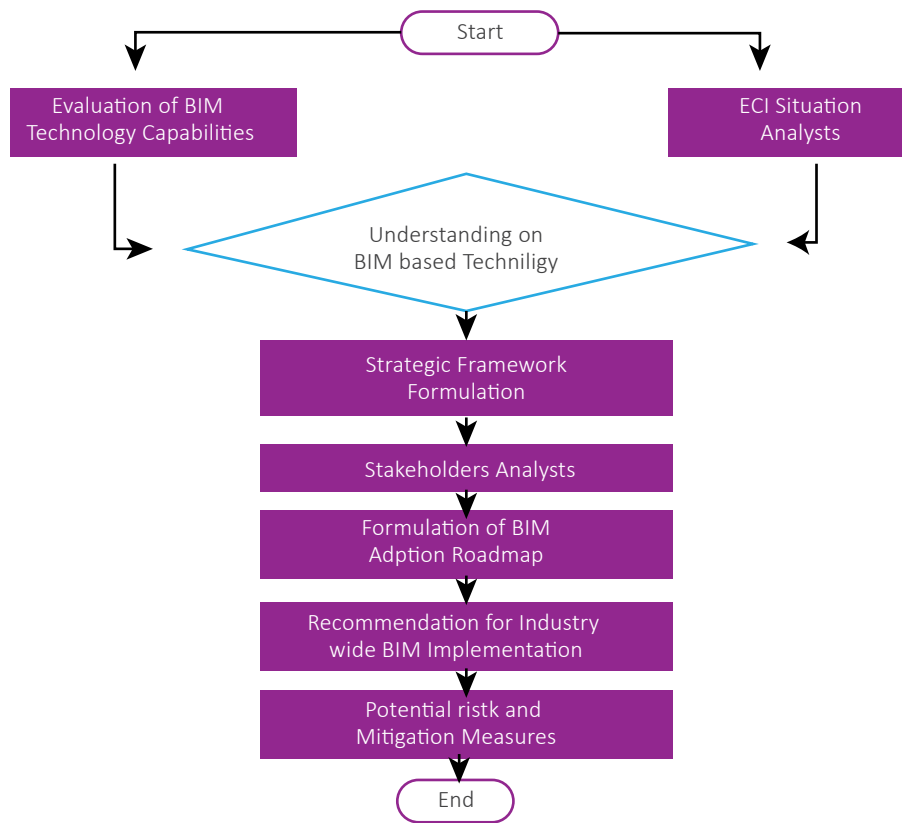 Start
Evaluation of BIM
Technology Capabilities
ECI Situation
Analysts
Understanding on
BIM based Techniligy
Strategic Framework
Formulation
Stakeholders Analysts
Formulation of BIM
Adption Roadmap
Recommendation for Industry
wide BIM Implementation
Potential ristk and
Mitigation Measures
End